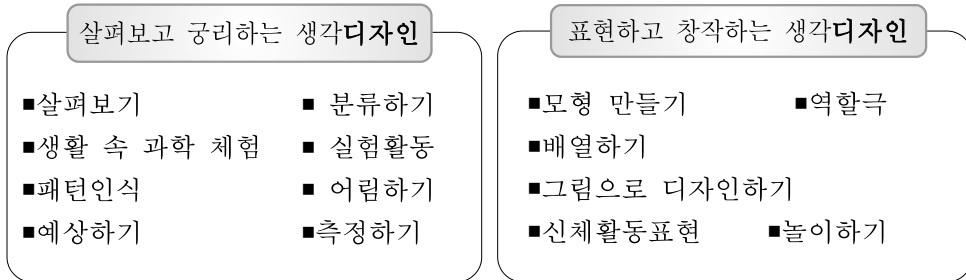 살펴보고 궁리하는 생각디자인
■살펴보기 ■ 분류하기
■생활 속 과학 체험 ■ 실험활동
■패턴인식 ■ 어림하기
■예상하기 ■측정하기
표현하고 창작하는 생각디자인
■모형 만들기 ■역할극
■배열하기
■그림으로 디자인하기
■신체활동표현 ■놀이하기